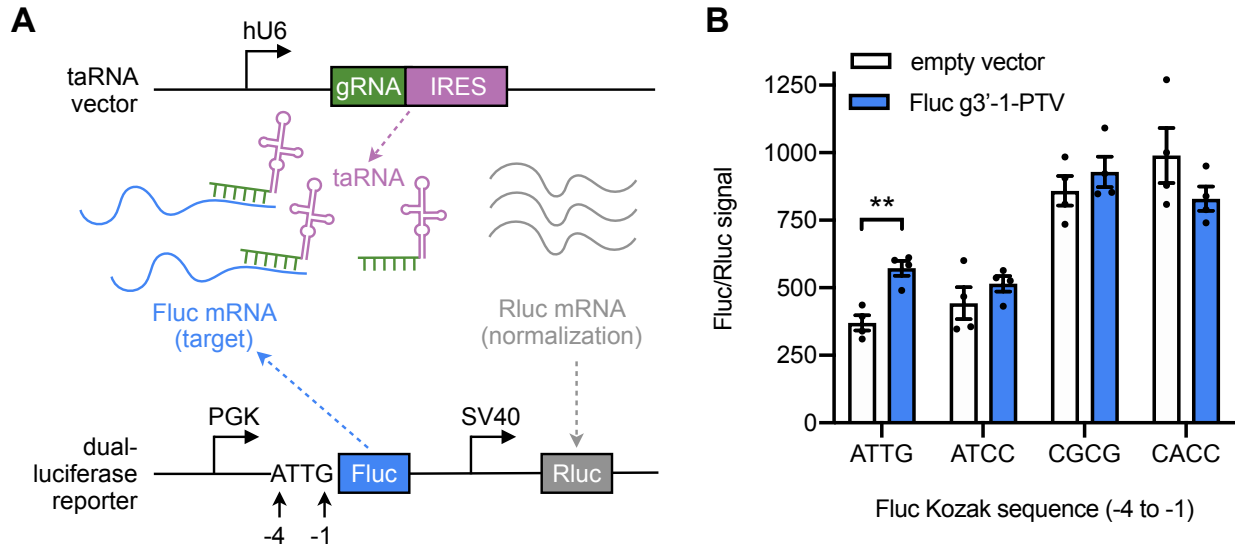 A
hU6
taRNA
vector
gRNA
IRES
taRNA
Fluc mRNA
(target)
Rluc mRNA
(normalization)
PGK
SV40
dual-
luciferase
reporter
ATTG
Fluc
Rluc
-4
-1
B
empty vector
Fluc g3'-1-PTV
Fluc/Rluc signal
1250
1000
750
500
250
0
**
ATTG
ATCC
CGCG
CACC
Fluc Kozak sequence (-4 to -1)